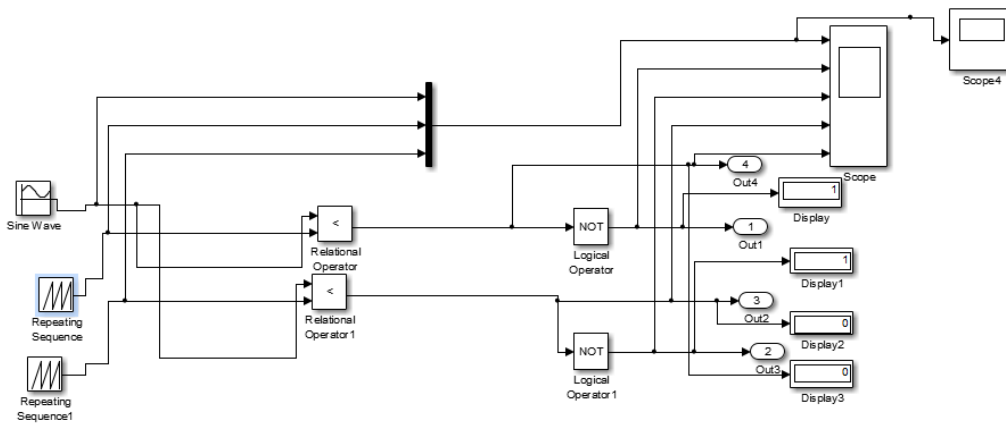 Scope4
Scope
4
Out4
Sine Wave
1
Display
<
NOT
1
Out1
Relational
Operator
Logical
Operator
1
Display1
<
3
Out2
Repeating
Sequence
Relational
Operator1
0
Display2
NOT
2
Out3
0
Display3
Logical
Operator1
Repeating
Sequence1